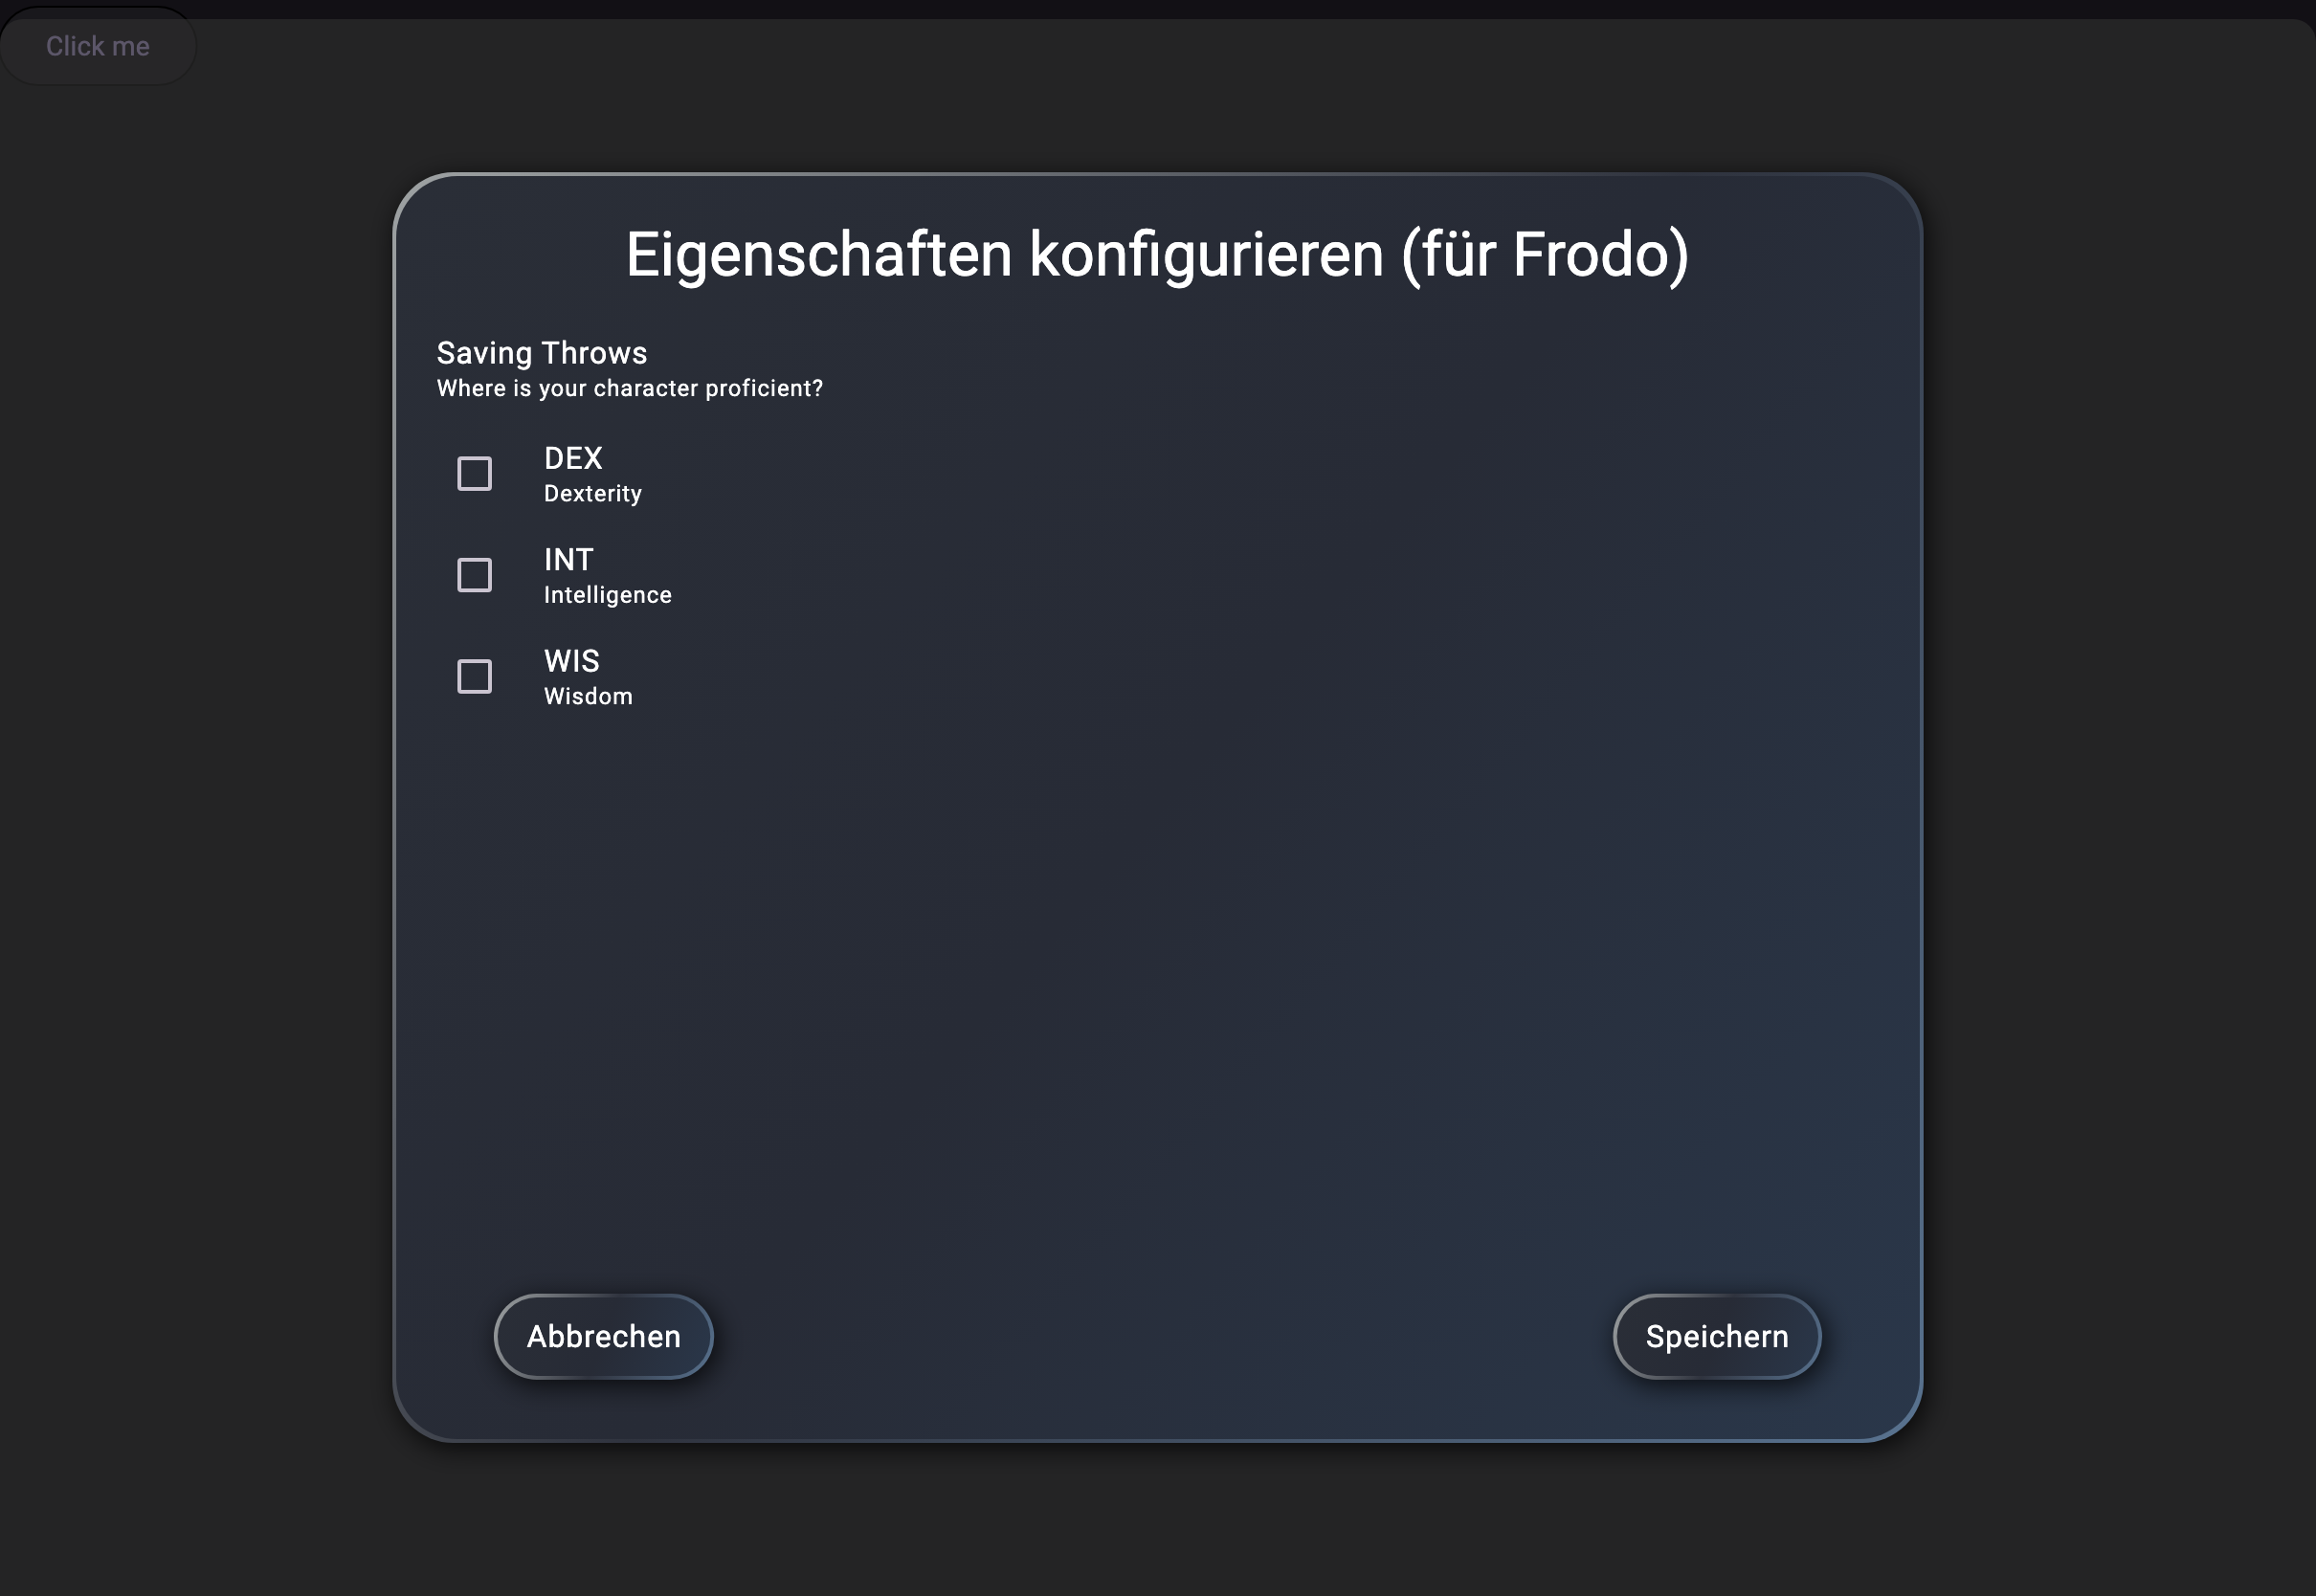 Click me
Eigenschaften konfigurieren (für Frodo)
Saving Throws
Where is your character proficient?
DEX
Dexterity
INT
Intelligence
WIS
Wisdom
Abbrechen
Speichern